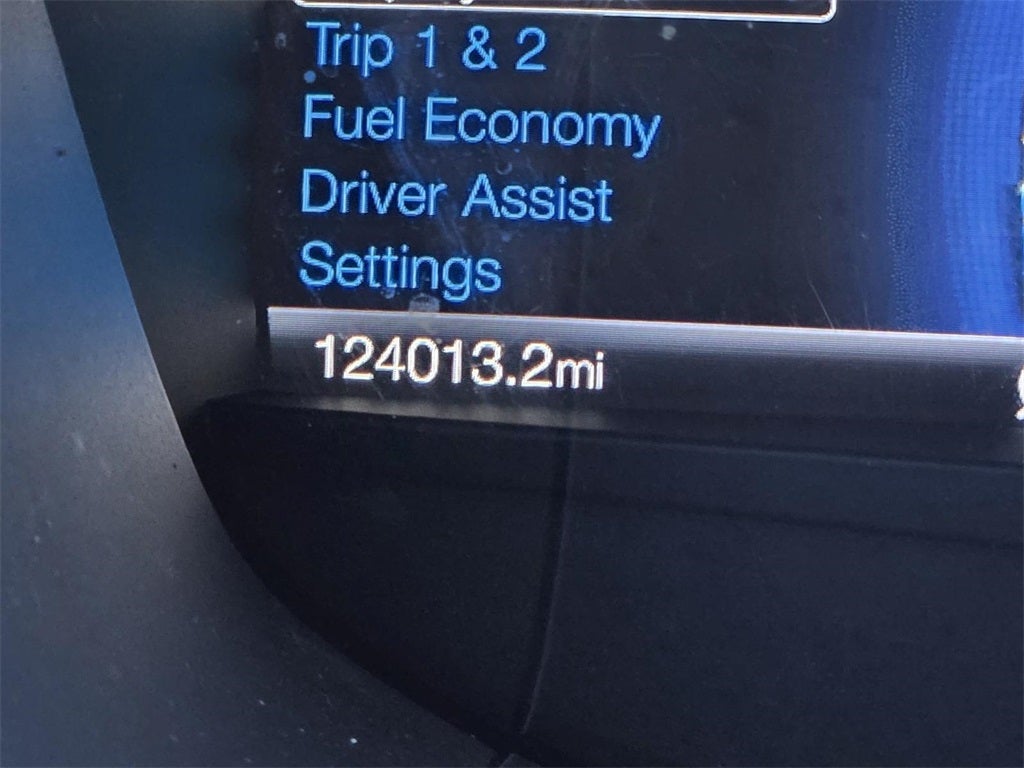 Trip 1 & 2
Fuel Economy
Driver Assist
Settings
124013.2mi